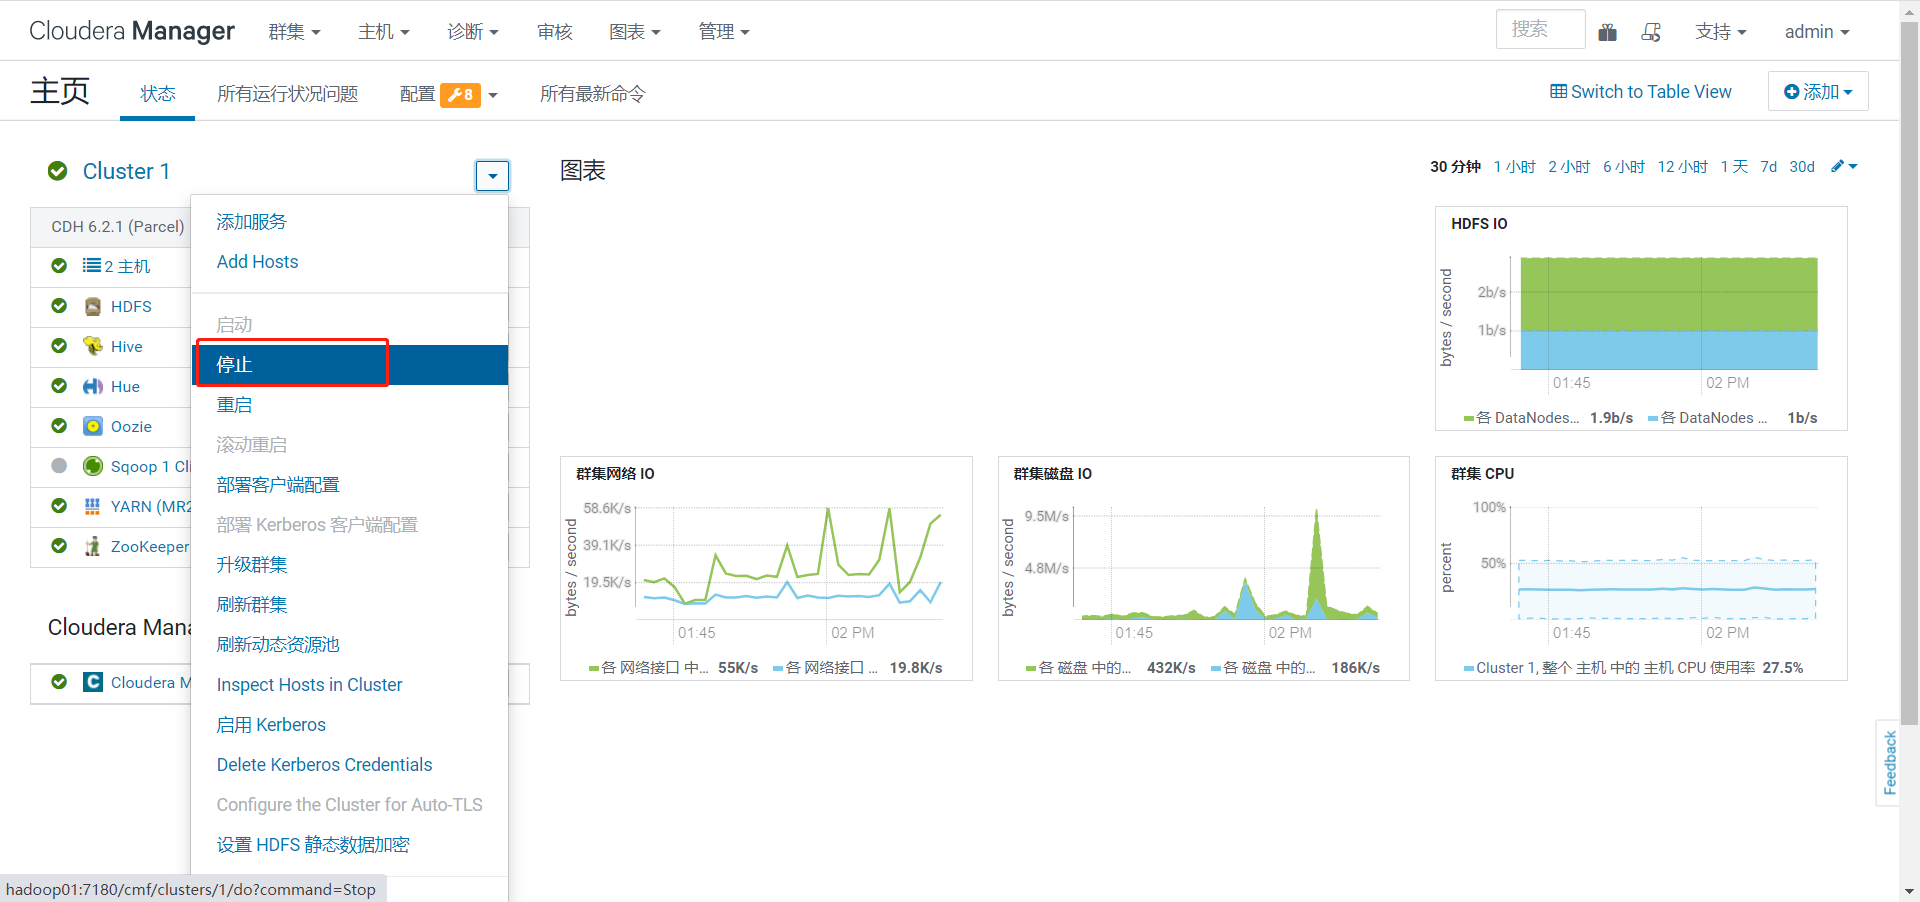 Cloudera Manager 群集 主机 诊断 审核 图表 管理 搜索 支持 admin
主页 状态 所有运行状况问题 配置 8 所有最新命令 Switch to Table View 添加
Cluster 1
CDH 6.2.1 (Parcel)
2 主机
HDFS
Hive
Hue
Oozie
Sqoop 1 Cli
YARN (MR2
ZooKeeper
Cloudera Mana
Cloudera M
添加服务
Add Hosts
启动
停止
重启
滚动重启
部署客户端配置
部署 Kerberos 客户端配置
升级群集
刷新群集
刷新动态资源池
Inspect Hosts in Cluster
启用 Kerberos
Delete Kerberos Credentials
Configure the Cluster for Auto-TLS
设置 HDFS 静态数据加密
图表
30 分钟 1 小时 2 小时 6 小时 12 小时 1 天 7d 30d
HDFS IO
bytes / second
2b/s
1b/s
01:45 02 PM
各 DataNodes... 1.9b/s 各 DataNodes ... 1b/s
群集网络 IO
bytes / second
58.6K/s
39.1K/s
19.5K/s
01:45 02 PM
各 网络接口 中... 55K/s 各 网络接口 ... 19.8K/s
群集磁盘 IO
bytes / second
9.5M/s
4.8M/s
01:45 02 PM
各 磁盘 中的... 432K/s 各 磁盘 中的... 186K/s
群集 CPU
percent
100%
50%
01:45 02 PM
Cluster 1, 整个 主机 中的 主机 CPU 使用率 27.5%
Feedback
hadoop01:7180/cmf/clusters/1/do?command=Stop